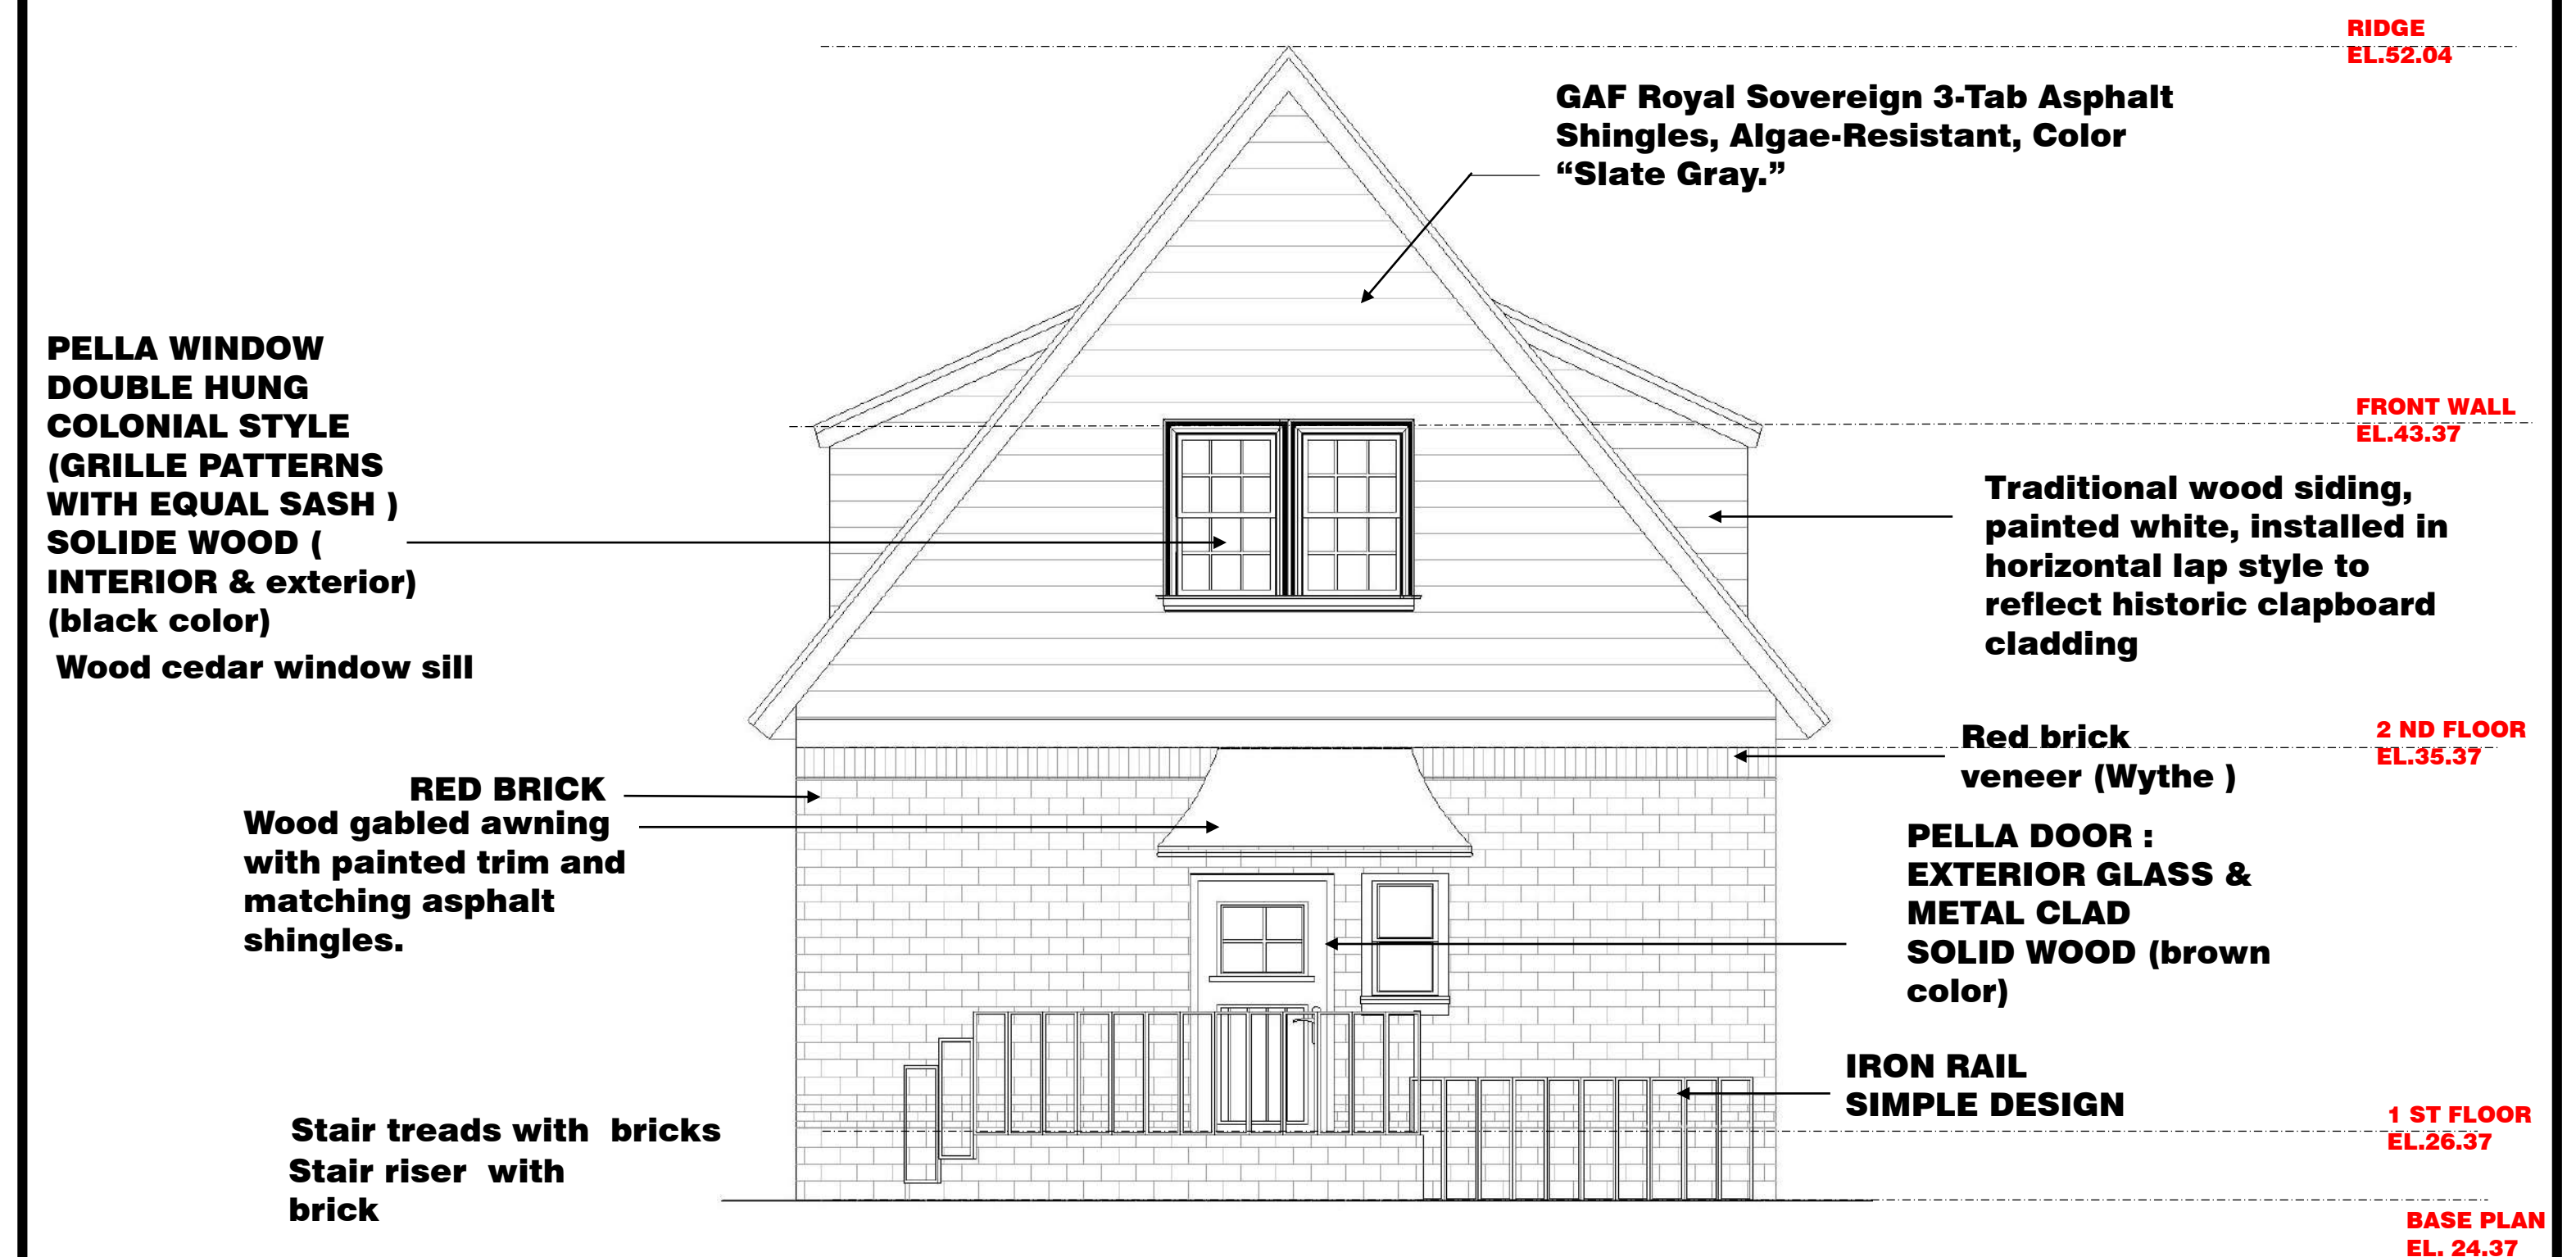 RIDGE
EL.52.04
GAF Royal Sovereign 3-Tab Asphalt
Shingles, Algae-Resistant, Color
“Slate Gray.”
PELLA WINDOW
DOUBLE HUNG
COLONIAL STYLE
(GRILLE PATTERNS
WITH EQUAL SASH )
SOLIDE WOOD (
INTERIOR & exterior)
(black color)
Wood cedar window sill
FRONT WALL
EL.43.37
Traditional wood siding,
painted white, installed in
horizontal lap style to
reflect historic clapboard
cladding
Red brick
veneer (Wythe )
2 ND FLOOR
EL.35.37
RED BRICK
Wood gabled awning
with painted trim and
matching asphalt
shingles.
PELLA DOOR :
EXTERIOR GLASS &
METAL CLAD
SOLID WOOD (brown
color)
IRON RAIL
SIMPLE DESIGN
Stair treads with  bricks
Stair riser  with
brick
1 ST FLOOR
EL.26.37
BASE PLAN
EL. 24.37